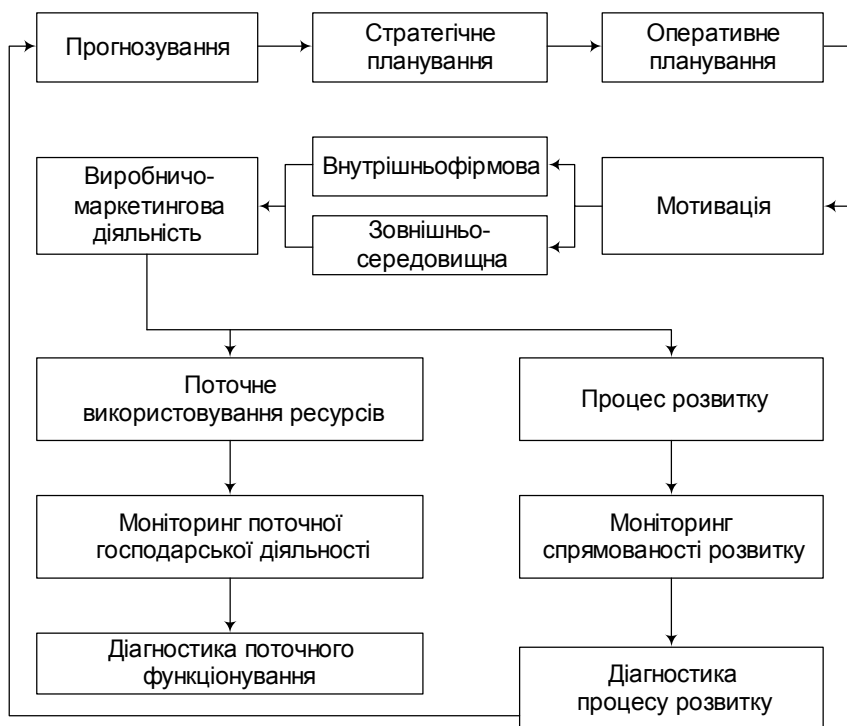 Прогнозування
Стратегічне
планування
Оперативне
планування
Виробничо-
маркетингова
діяльність
Внутрішньофірмова
Зовнішньо-
середовищна
Мотивація
Поточне
використовування ресурсів
Процес розвитку
Моніторинг поточної
господарської діяльності
Моніторинг
спрямованості розвитку
Діагностика поточного
функціонування
Діагностика
процесу розвитку